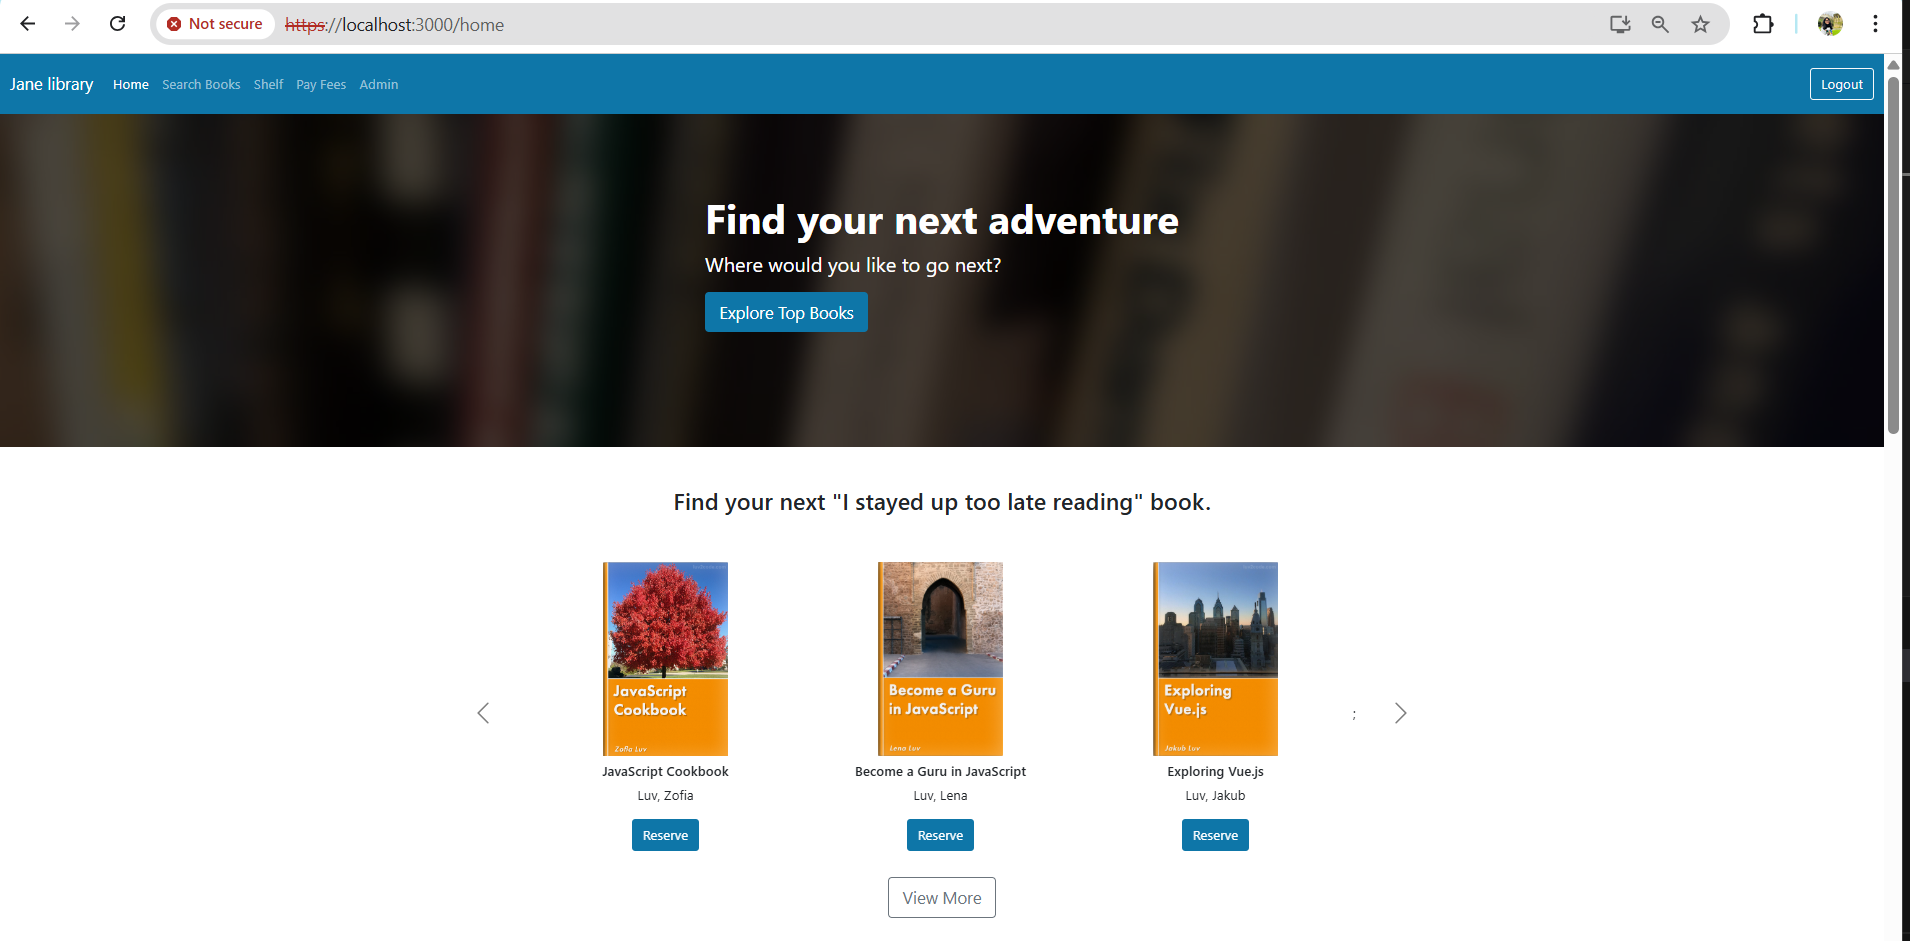 Not secure https://localhost:3000/home
Jane library Home Search Books Shelf Pay Fees Admin Logout
Find your next adventure
Where would you like to go next?
Explore Top Books
Find your next "I stayed up too late reading" book.
JavaScript
Cookbook
Zofia Luv
Become a Guru
in JavaScript
Lena Luv
Exploring
Vue.js
Jakub Luv
;
JavaScript Cookbook
Luv, Zofia
Reserve
Become a Guru in JavaScript
Luv, Lena
Reserve
Exploring Vue.js
Luv, Jakub
Reserve
View More